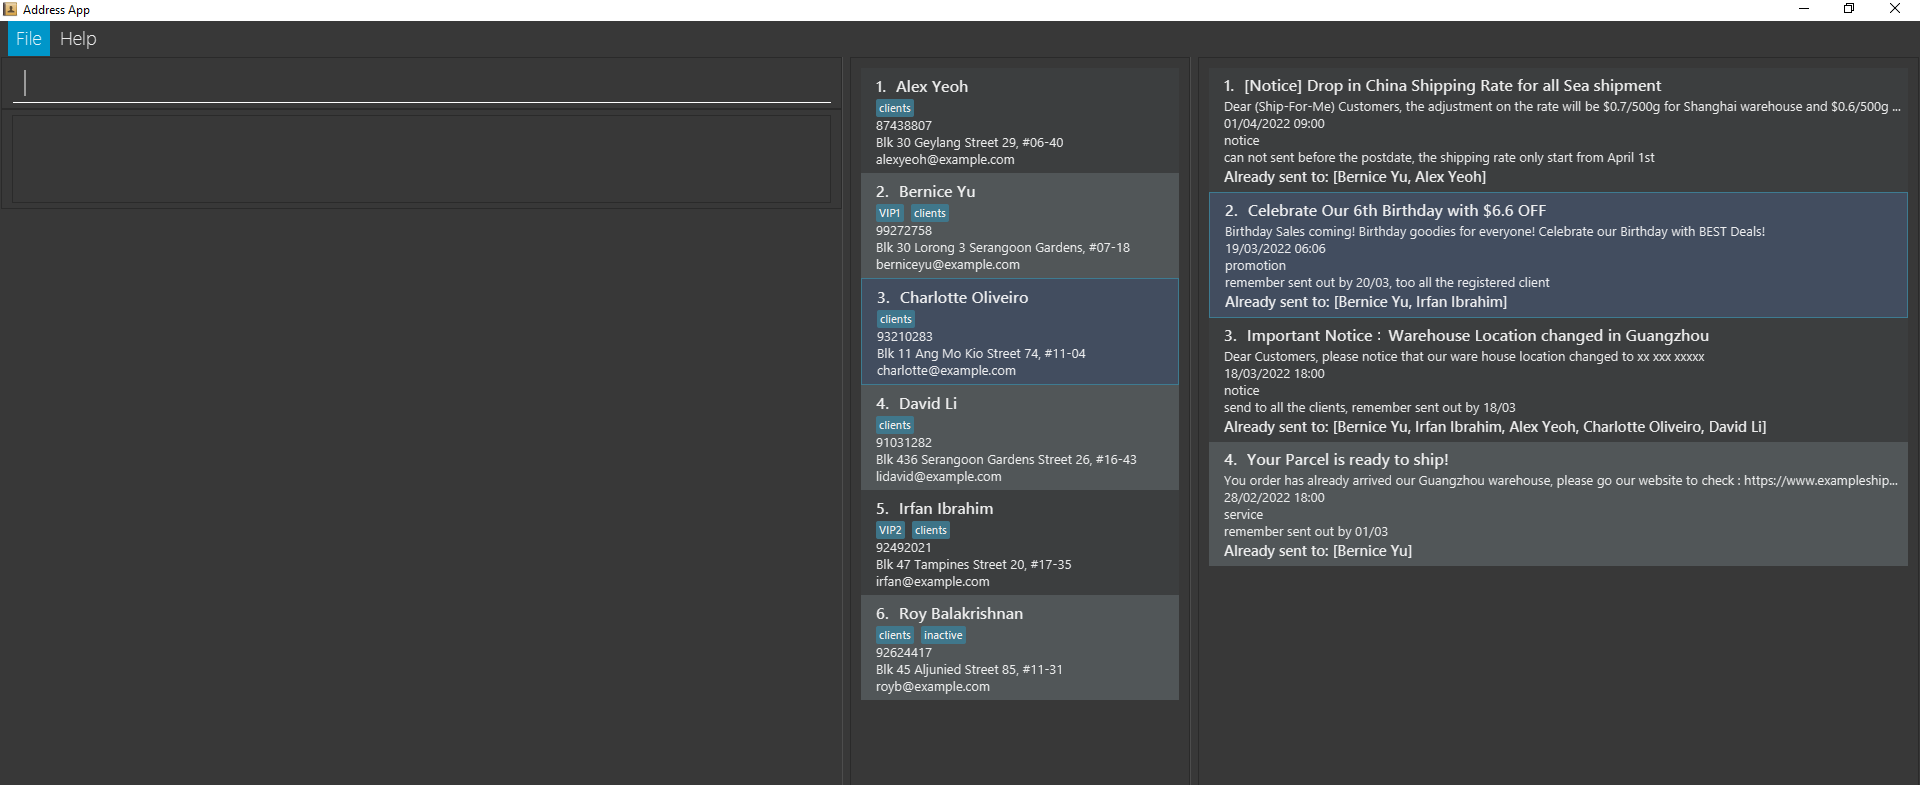 Address App
File Help
1. Alex Yeoh
clients
87438807
Blk 30 Geylang Street 29, #06-40
alexyeoh@example.com
2. Bernice Yu
VIP1 clients
99272758
Blk 30 Lorong 3 Serangoon Gardens, #07-18
berniceyu@example.com
3. Charlotte Oliveiro
clients
93210283
Blk 11 Ang Mo Kio Street 74, #11-04
charlotte@example.com
4. David Li
clients
91031282
Blk 436 Serangoon Gardens Street 26, #16-43
lidavid@example.com
5. Irfan Ibrahim
VIP2 clients
92492021
Blk 47 Tampines Street 20, #17-35
irfan@example.com
6. Roy Balakrishnan
clients inactive
92624417
Blk 45 Aljunied Street 85, #11-31
royb@example.com
1. [Notice] Drop in China Shipping Rate for all Sea shipment
Dear (Ship-For-Me) Customers, the adjustment on the rate will be $0.7/500g for Shanghai warehouse and $0.6/500g ...
01/04/2022 09:00
notice
can not sent before the postdate, the shipping rate only start from April 1st
Already sent to: [Bernice Yu, Alex Yeoh]
2. Celebrate Our 6th Birthday with $6.6 OFF
Birthday Sales coming! Birthday goodies for everyone! Celebrate our Birthday with BEST Deals!
19/03/2022 06:06
promotion
remember sent out by 20/03, too all the registered client
Already sent to: [Bernice Yu, Irfan Ibrahim]
3. Important Notice：Warehouse Location changed in Guangzhou
Dear Customers, please notice that our ware house location changed to xx xxx xxxxx
18/03/2022 18:00
notice
send to all the clients, remember sent out by 18/03
Already sent to: [Bernice Yu, Irfan Ibrahim, Alex Yeoh, Charlotte Oliveiro, David Li]
4. Your Parcel is ready to ship!
You order has already arrived our Guangzhou warehouse, please go our website to check : https://www.exampleship...
28/02/2022 18:00
service
remember sent out by 01/03
Already sent to: [Bernice Yu]